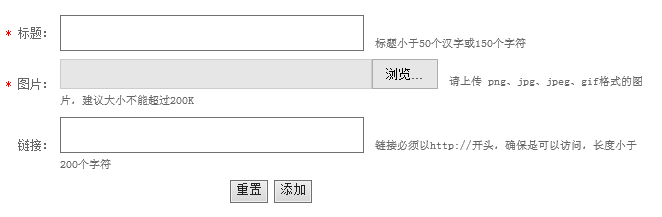 * 标题: 标题小于50个汉字或150个字符
* 图片: 浏览... 请上传 png、jpg、jpeg、gif格式的图
片，建议大小不能超过200K
链接: 链接必须以http://开头，确保是可以访问，长度小于
200个字符
重置 添加